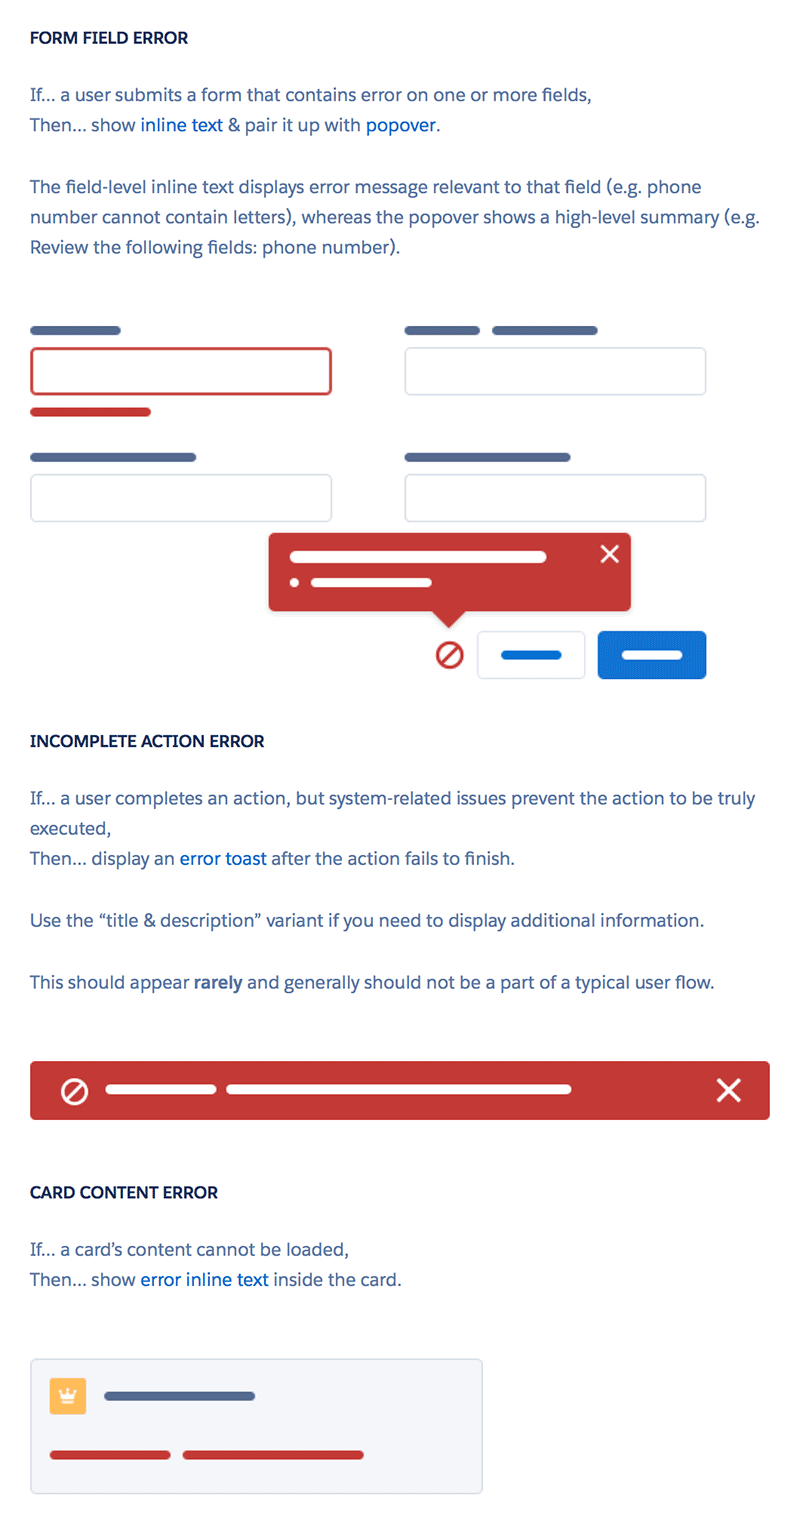 FORM FIELD ERROR
If... a user submits a form that contains error on one or more fields,
Then... show inline text & pair it up with popover.
The field-level inline text displays error message relevant to that field (e.g. phone
number cannot contain letters), whereas the popover shows a high-level summary (e.g.
Review the following fields: phone number).
INCOMPLETE ACTION ERROR
If... a user completes an action, but system-related issues prevent the action to be truly
executed,
Then... display an error toast after the action fails to finish.
Use the “title & description” variant if you need to display additional information.
This should appear rarely and generally should not be a part of a typical user flow.
CARD CONTENT ERROR
If... a card’s content cannot be loaded,
Then... show error inline text inside the card.